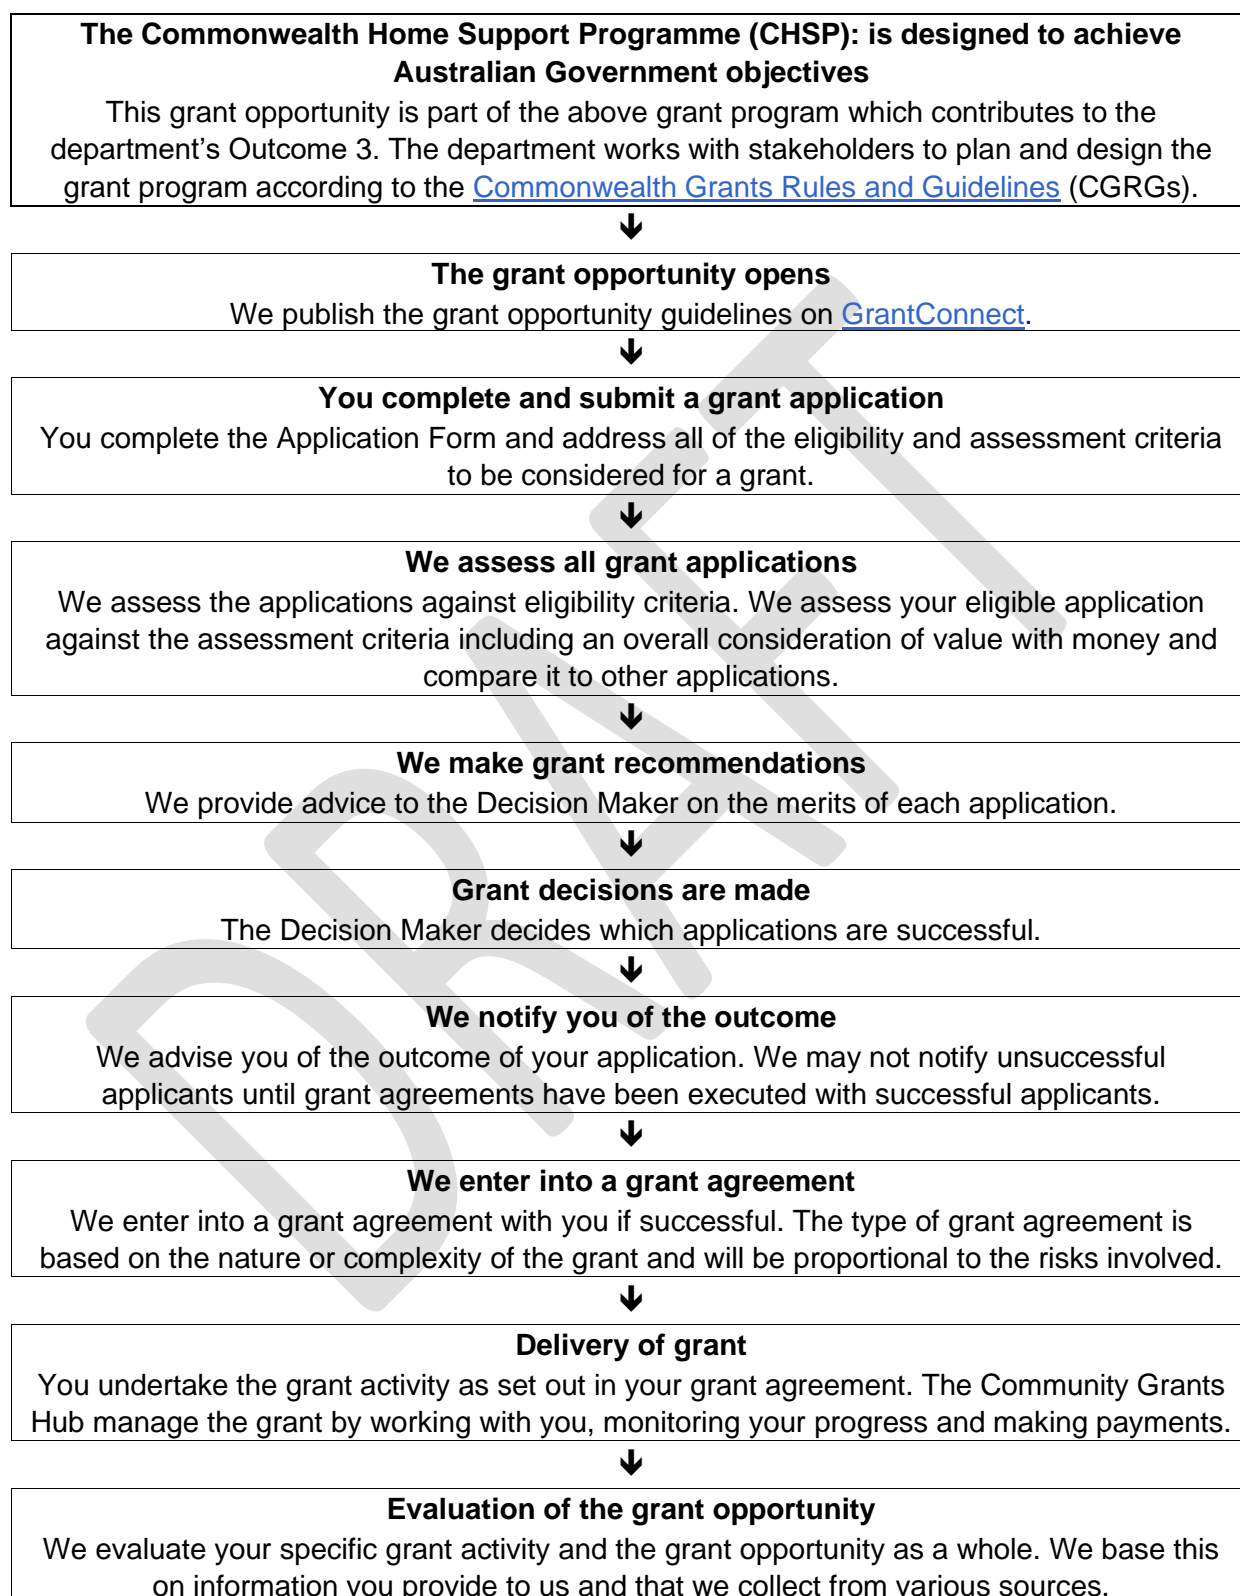 The Commonwealth Home Support Programme (CHSP): is designed to achieve
Australian Government objectives
This grant opportunity is part of the above grant program which contributes to the
department's Outcome 3. The department works with stakeholders to plan and design the
grant program according to the Commonwealth Grants Rules and Guidelines (CGRGs).
The grant opportunity opens
We publish the grant opportunity guidelines on GrantConnect.
You complete and submit a grant application
You complete the Application Form and address all of the eligibility and assessment criteria
to be considered for a grant.
We assess all grant applications
We assess the applications against eligibility criteria. We assess your eligible application
against the assessment criteria including an overall consideration of value with money and
compare it to other applications.
We make grant recommendations
We provide advice to the Decision Maker on the merits of each application.
Grant decisions are made
The Decision Maker decides which applications are successful.
We notify you of the outcome
We advise you of the outcome of your application. We may not notify unsuccessful
applicants until grant agreements have been executed with successful applicants.
We enter into a grant agreement
We enter into a grant agreement with you if successful. The type of grant agreement is
based on the nature or complexity of the grant and will be proportional to the risks involved.
Delivery of grant
You undertake the grant activity as set out in your grant agreement. The Community Grants
Hub manage the grant by working with you, monitoring your progress and making payments.
Evaluation of the grant opportunity
We evaluate your specific grant activity and the grant opportunity as a whole. We base this
on information you provide to us and that we collect from various sources.
DRAFT